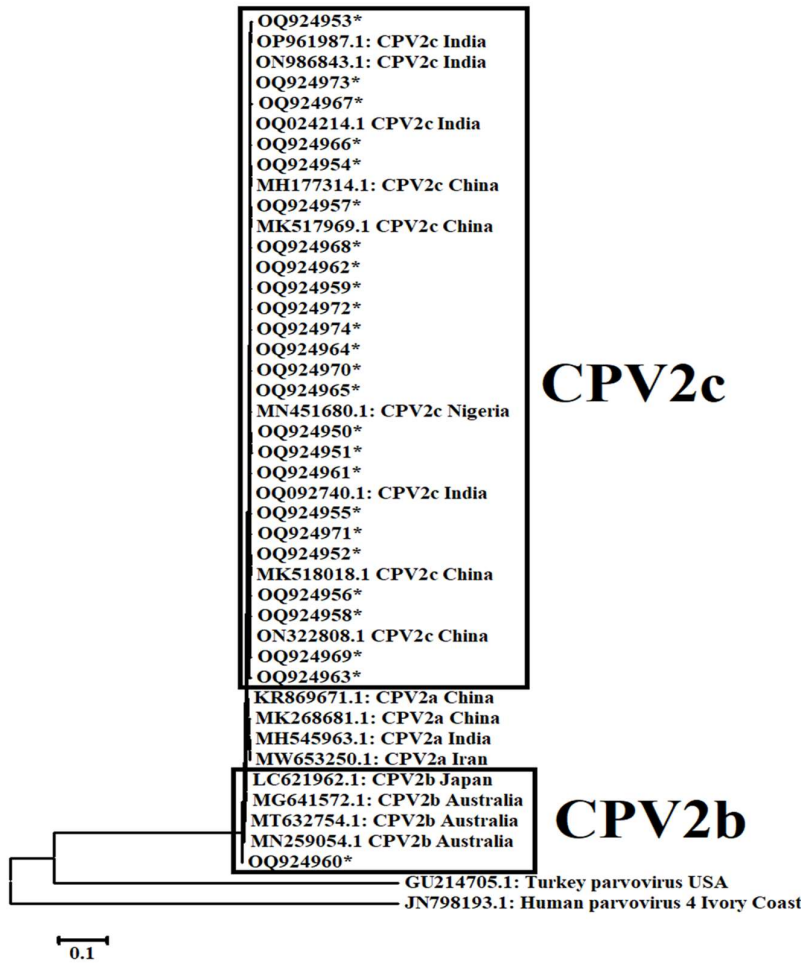 OQ924953*
OP961987.1: CPV2c India
ON986843.1: CPV2c India
OQ924973*
OQ924967*
OQ024214.1 CPV2c India
OQ924966*
OQ924954*
MH177314.1: CPV2c China
OQ924957*
MK517969.1 CPV2c China
OQ924968*
OQ924962*
OQ924959*
OQ924972*
OQ924974*
OQ924964*
OQ924970*
OQ924965*
MN451680.1: CPV2c Nigeria
OQ924950*
OQ924951*
OQ924961*
OQ092740.1: CPV2c India
OQ924955*
OQ924971*
OQ924952*
MK518018.1 CPV2c China
OQ924956*
OQ924958*
ON322808.1 CPV2c China
OQ924969*
OQ924963*
CPV2c
KR869671.1: CPV2a China
MK268681.1: CPV2a China
MH545963.1: CPV2a India
MW653250.1: CPV2a Iran
LC621962.1: CPV2b Japan
MG641572.1: CPV2b Australia
MT632754.1: CPV2b Australia
MN259054.1 CPV2b Australia
OQ924960*
CPV2b
GU214705.1: Turkey parvovirus USA
JN798193.1: Human parvovirus 4 Ivory Coast
0.1